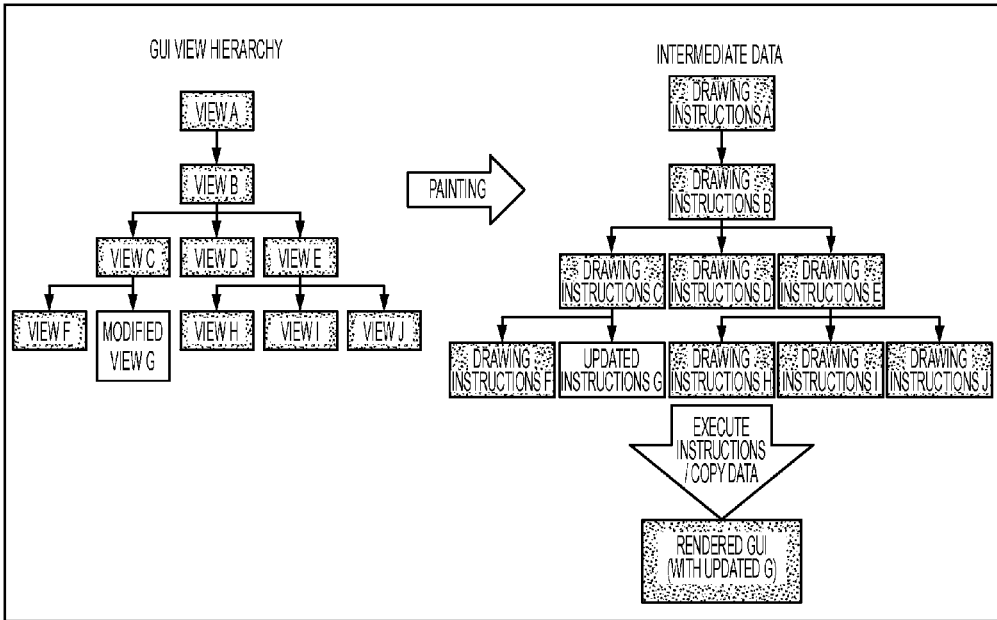 GUI VIEW HIERARCHY
VIEW A
VIEW B
VIEW C
VIEW D
VIEW E
VIEW F
MODIFIED
VIEW G
VIEW H
VIEW I
VIEW J
PAINTING
INTERMEDIATE DATA
DRAWING
INSTRUCTIONS A
DRAWING
INSTRUCTIONS B
DRAWING
INSTRUCTIONS C
DRAWING
INSTRUCTIONS D
DRAWING
INSTRUCTIONS E
DRAWING
INSTRUCTIONS F
UPDATED
INSTRUCTIONS G
DRAWING
INSTRUCTIONS H
DRAWING
INSTRUCTIONS I
DRAWING
INSTRUCTIONS J
EXECUTE
INSTRUCTIONS
/ COPY DATA
RENDERED GUI
(WITH UPDATED G)